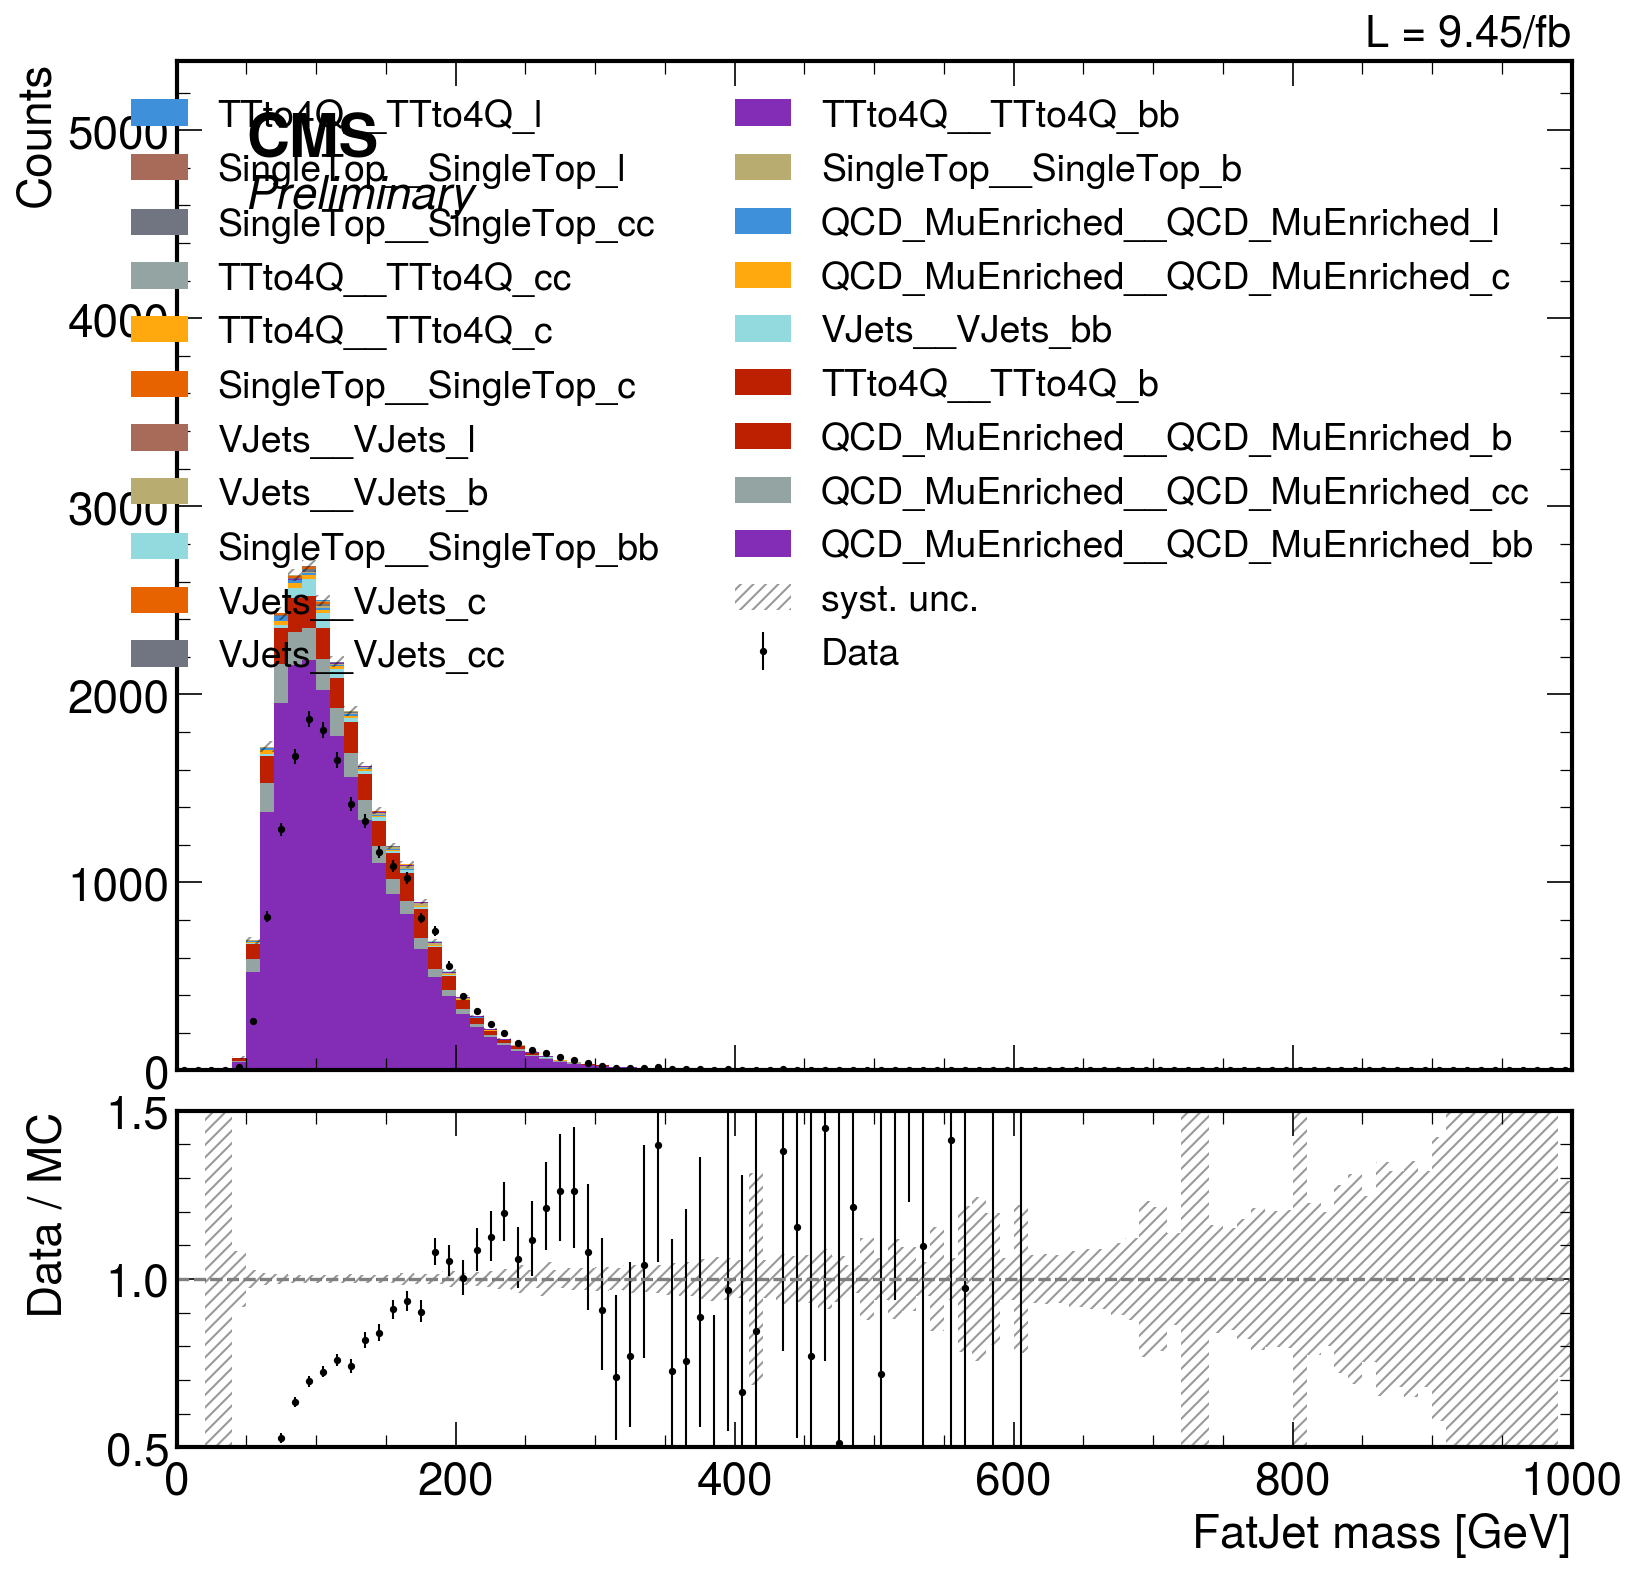 L = 9.45/fb
Counts
CMS
Preliminary
TTto4Q__TTto4Q_l
SingleTop__SingleTop_l
SingleTop__SingleTop_cc
TTto4Q__TTto4Q_cc
TTto4Q__TTto4Q_c
SingleTop__SingleTop_c
VJets__VJets_l
VJets__VJets_b
SingleTop__SingleTop_bb
VJets__VJets_c
VJets__VJets_cc
TTto4Q__TTto4Q_bb
SingleTop__SingleTop_b
QCD_MuEnriched__QCD_MuEnriched_l
QCD_MuEnriched__QCD_MuEnriched_c
VJets__VJets_bb
TTto4Q__TTto4Q_b
QCD_MuEnriched__QCD_MuEnriched_b
QCD_MuEnriched__QCD_MuEnriched_cc
QCD_MuEnriched__QCD_MuEnriched_bb
syst. unc.
Data
5000
4000
3000
2000
1000
0
Data / MC
1.5
1.0
0.5
0 200 400 600 800 1000
FatJet mass [GeV]